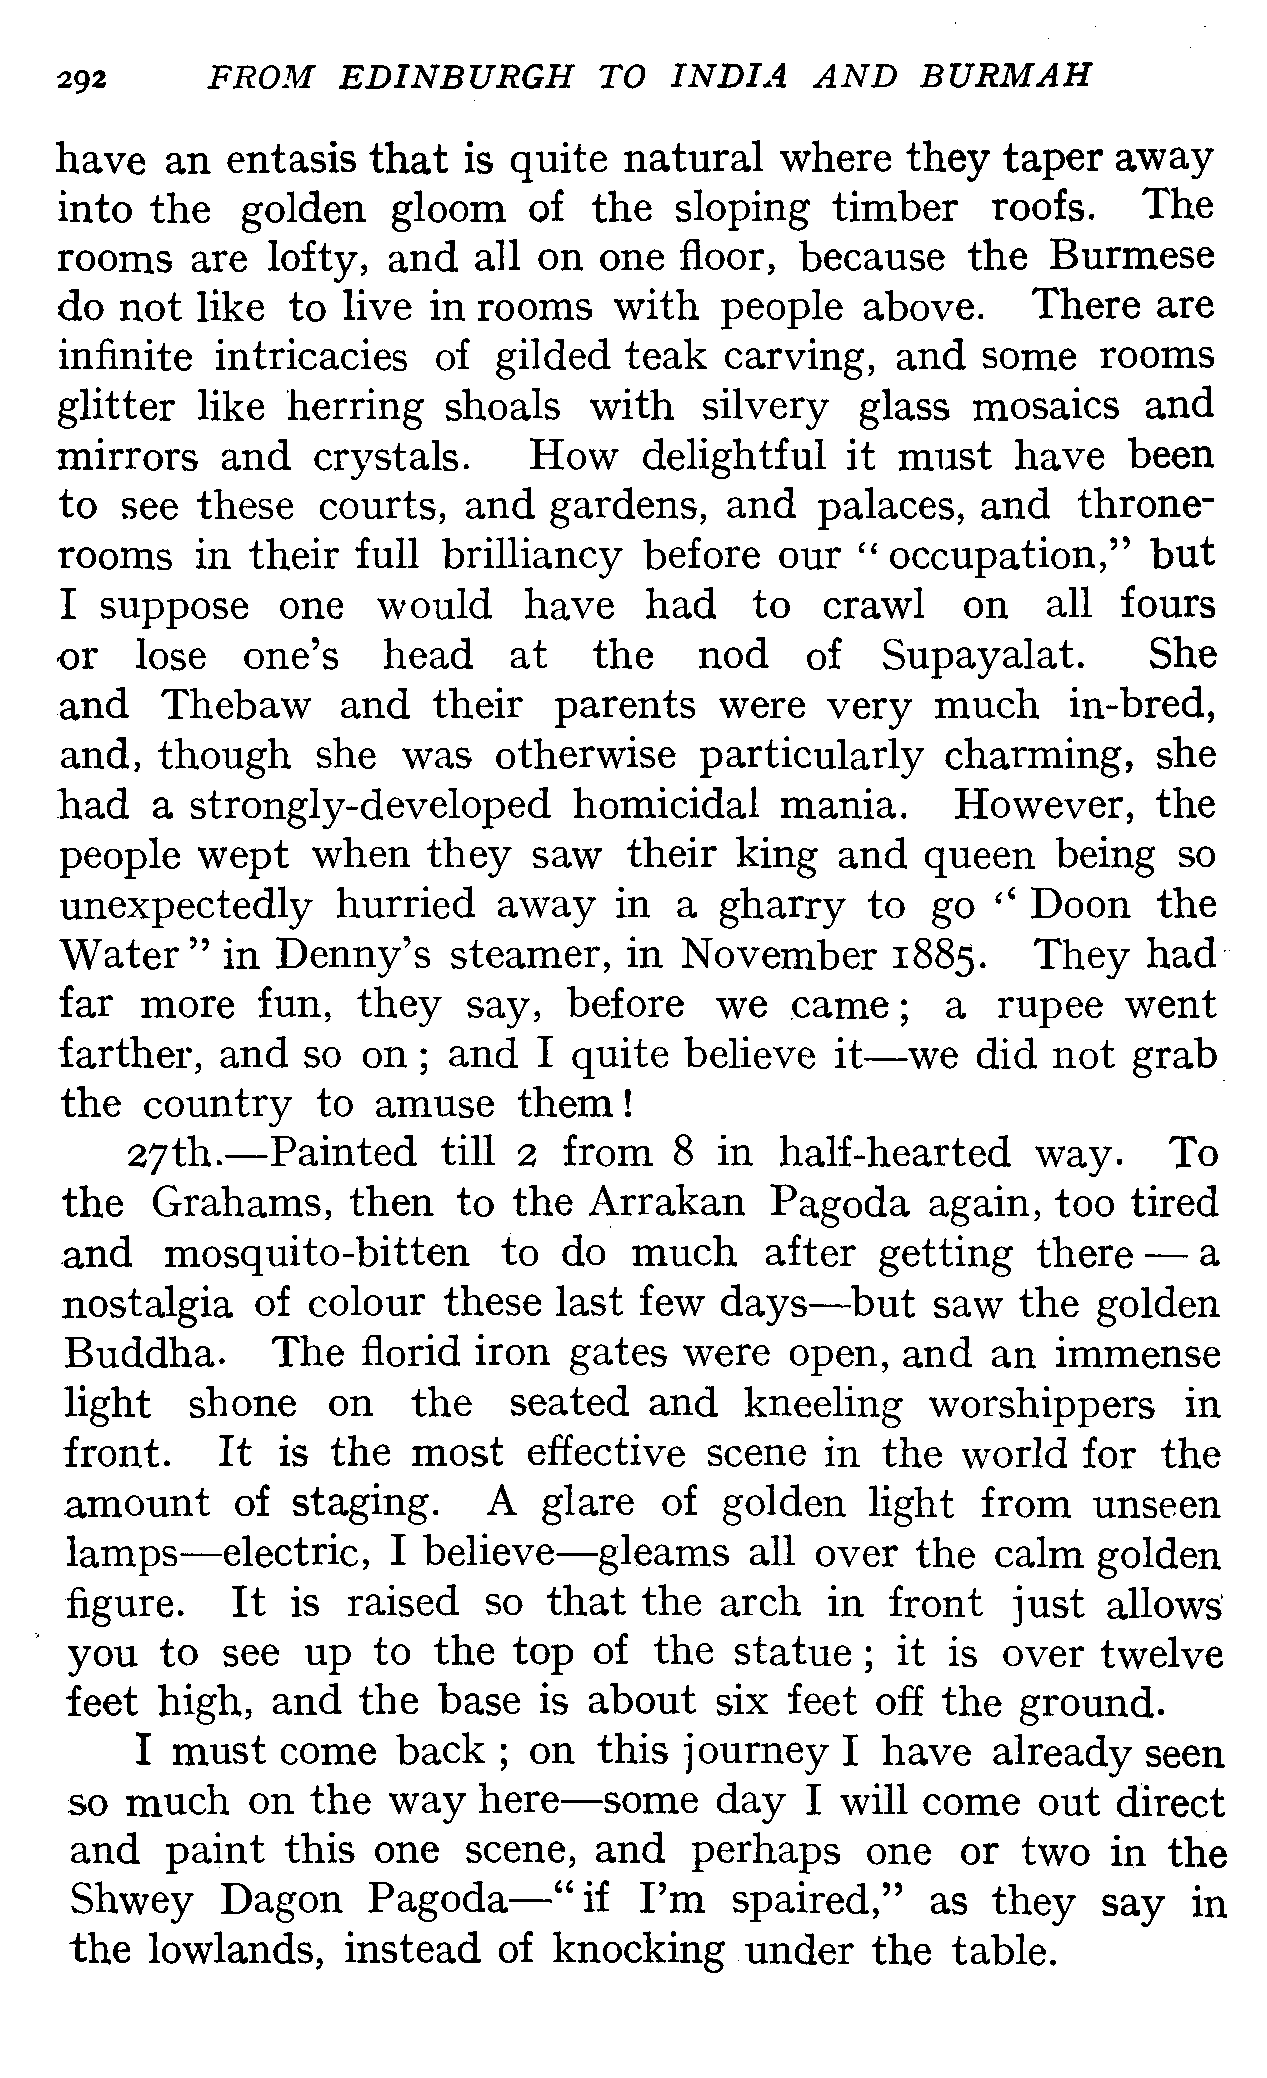 292 FROM EDINBURGH TO INDIA AND BURMAH
have an entasis that is quite natural where they taper away
into the golden gloom of the sloping timber roofs. The
rooms are lofty, and all on one floor, because the Burmese
do not like to live in rooms with people above. There are
infinite intricacies of gilded teak carving, and some rooms
glitter like herring shoals with silvery glass mosaics and
mirrors and crystals. How delightful it must have been
to see these courts, and gardens, and palaces, and throne-
rooms in their full brilliancy before our “ occupation,” but
I suppose one would have had to crawl on all fours
or lose one’s head at the nod of Supayalat. She
and Thebaw and their parents were very much in-bred,
and, though she was otherwise particularly charming, she
had a strongly-developed homicidal mania. However, the
people wept when they saw their king and queen being so
unexpectedly hurried away in a gharry to go “ Doon the
Water ” in Denny’s steamer, in November 1885. They had
far more fun, they say, before we came ; a rupee went
farther, and so on ; and I quite believe it—we did not grab
the country to amuse them !
27th.—Painted till 2 from 8 in half-hearted way. To
the Grahams, then to the Arrakan Pagoda again, too tired
and mosquito-bitten to do much after getting there — a
nostalgia of colour these last few days—but saw the golden
Buddha. The florid iron gates were open, and an immense
light shone on the seated and kneeling worshippers in
front. It is the most effective scene in the world for the
amount of staging. A glare of golden light from unseen
lamps—electric, I believe—gleams all over the calm golden
figure. It is raised so that the arch in front just allows
you to see up to the top of the statue ; it is over twelve
feet high, and the base is about six feet off the ground.
I must come back ; on this journey I have already seen
so much on the way here—some day I will come out direct
and paint this one scene, and perhaps one or two in the
Shwey Dagon Pagoda—“ if I’m spaired,” as they say in
the lowlands, instead of knocking under the table.